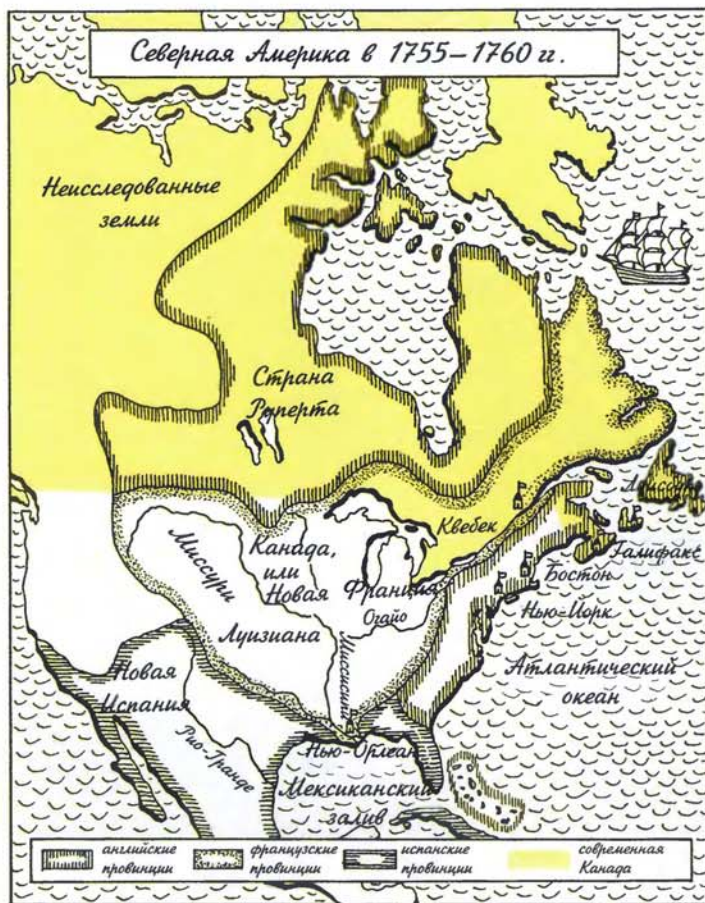 Северная Америка в 1755–1760 гг.
Неисследованные
земли
Страна
Руперта
Квебек
Галифакс
Бостон
Нью-Йорк
Миссури
Канада,
или
Новая
Франция
Огайо
Луизиана
Миссисипи
Атлантический
океан
Новая
Испания
Рио-Гранде
Нью-Орлеан
Мексиканский
залив
английские
провинции
французские
провинции
испанские
провинции
современная
Канада